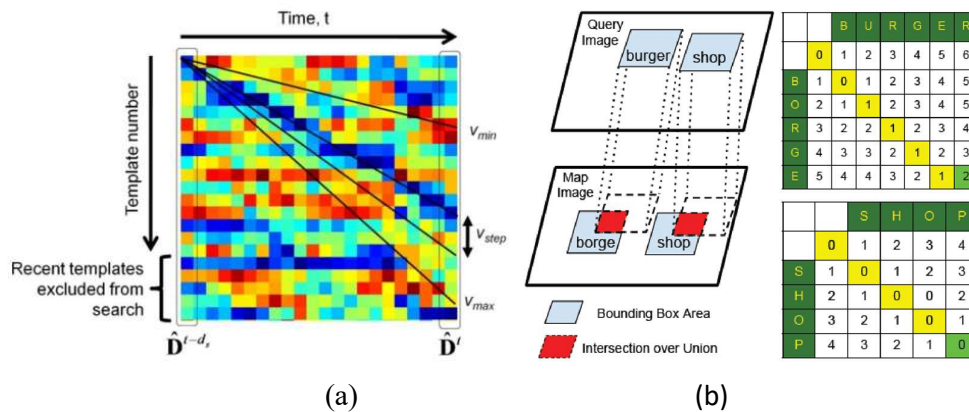 Time, t
Template number
v_min
v_step
v_max
Recent templates
excluded from
search
D̂^{t-d_s}
D̂^t
(a)
Query
Image
burger
shop
Map
Image
borge
shop
Bounding Box Area
Intersection over Union
(b)
B U R G E R
0 1 2 3 4 5 6
B 1 0 1 2 3 4 5
O 2 1 1 2 3 4 5
R 3 2 2 1 2 3 4
G 4 3 3 2 1 2 3
E 5 4 4 3 2 1 2
S H O P
0 1 2 3 4
S 1 0 1 2 3
H 2 1 0 0 2
O 3 2 1 0 1
P 4 3 2 1 0